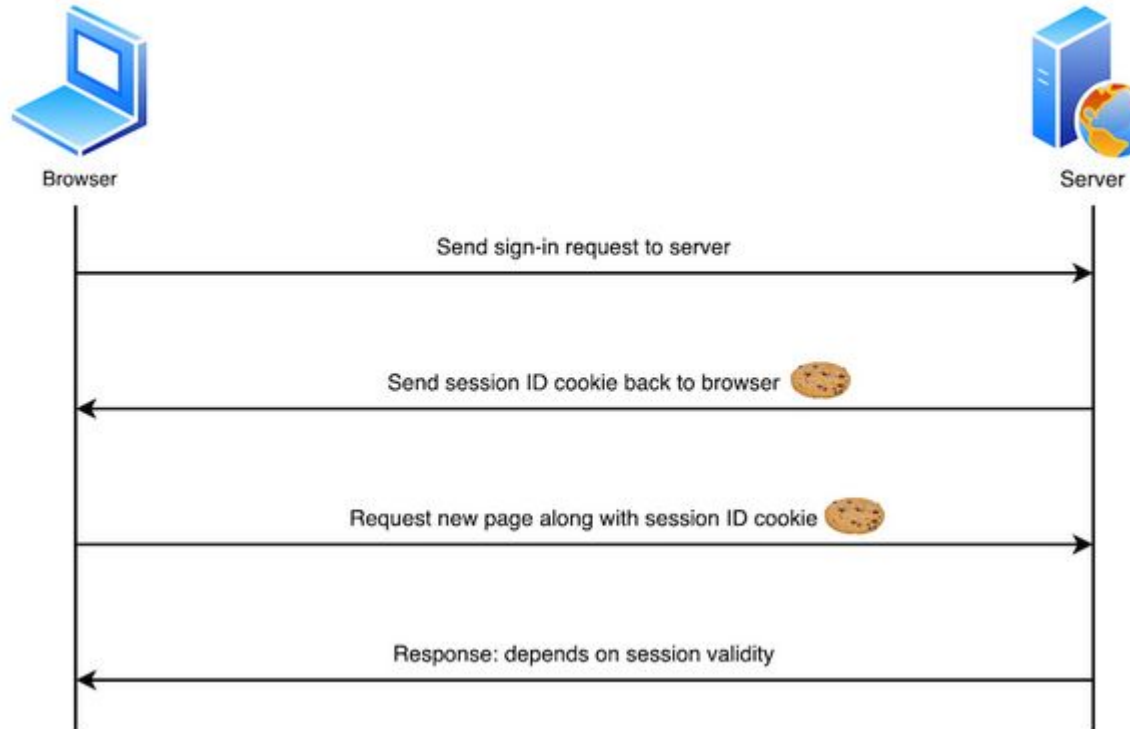 Browser
Server
Send sign-in request to server
Send session ID cookie back to browser
Request new page along with session ID cookie
Response: depends on session validity